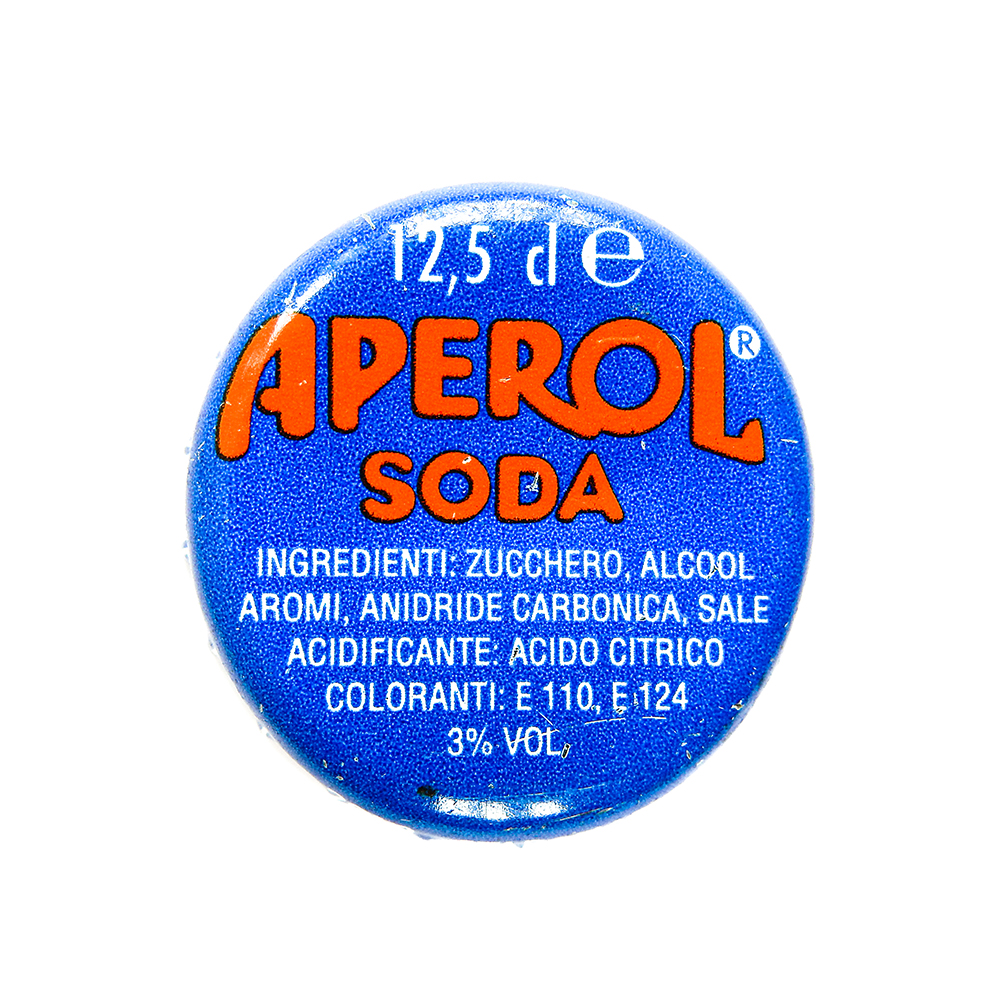 12,5 cl ℮
APEROL®
SODA
INGREDIENTI: ZUCCHERO, ALCOOL
AROMI, ANIDRIDE CARBONICA, SALE
ACIDIFICANTE: ACIDO CITRICO
COLORANTI: E 110, E 124
3% VOL